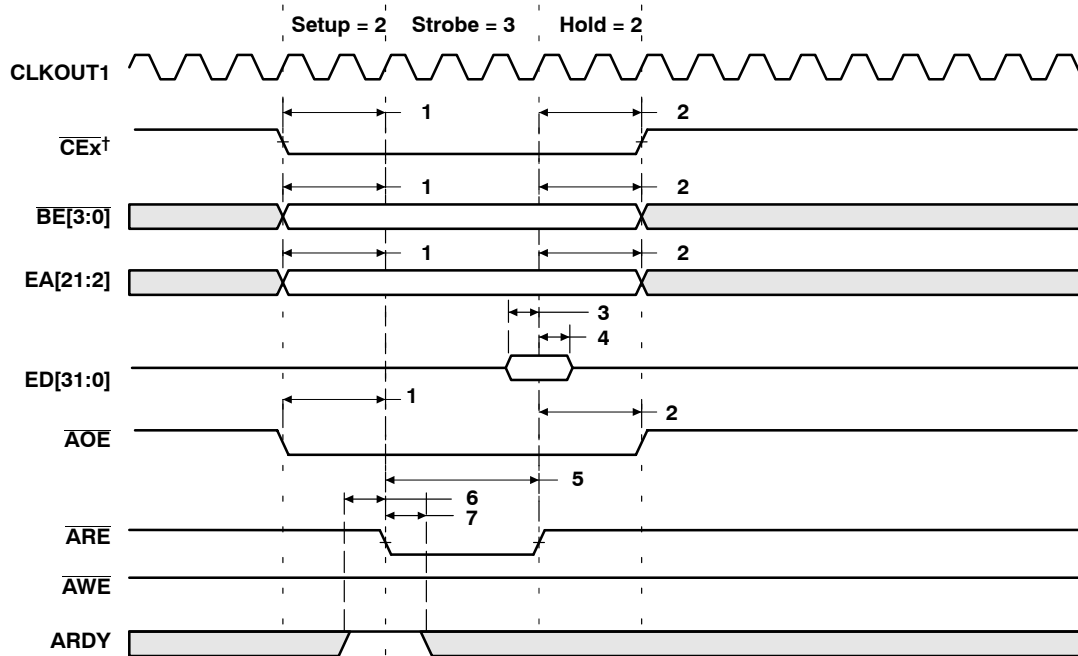 Setup = 2 Strobe = 3 Hold = 2
CLKOUT1
1 2
CEx†
1 2
BE[3:0]
1 2
EA[21:2]
3
4
ED[31:0]
1
2
AOE
5
6
7
ARE
AWE
ARDY